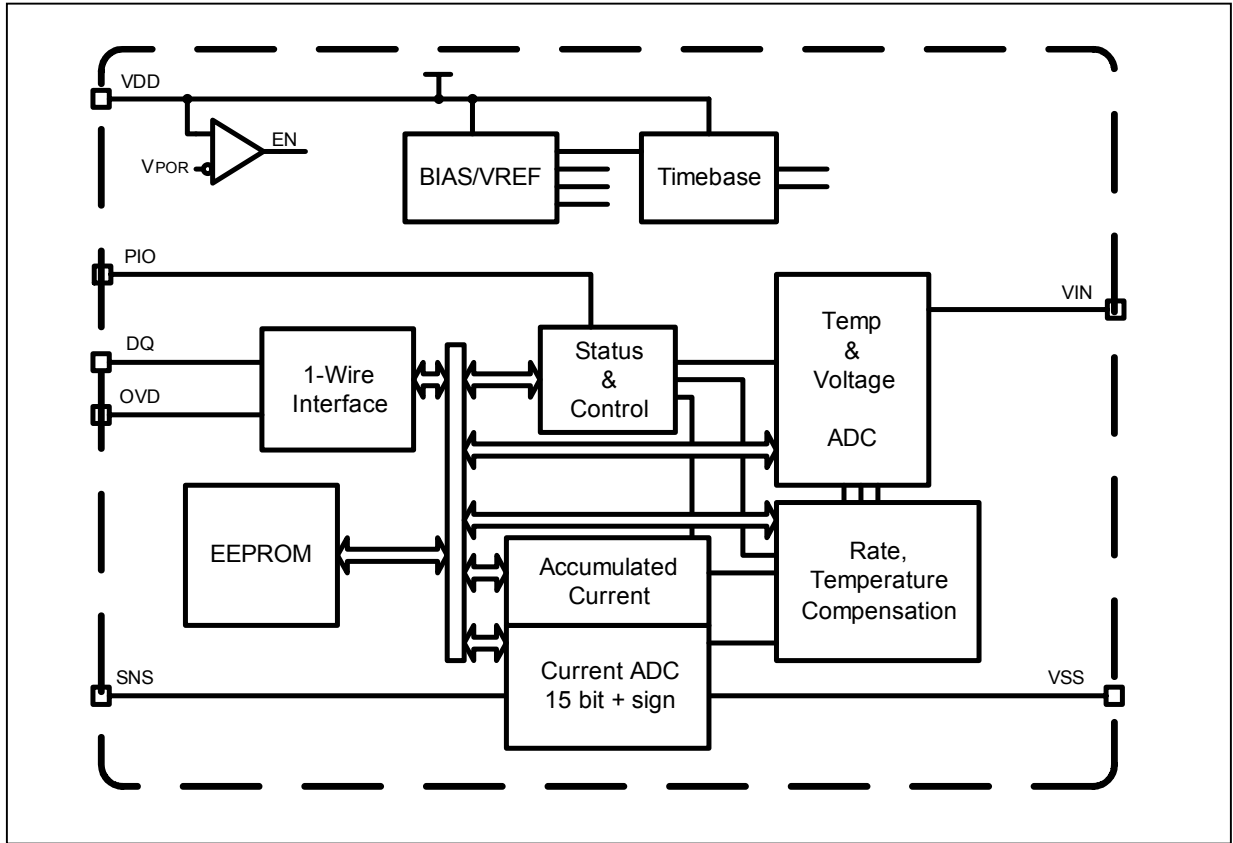 VDD
EN
VPOR
BIAS/VREF
Timebase
PIO
VIN
DQ
OVD
1-Wire
Interface
Status
&
Control
Temp
&
Voltage
ADC
EEPROM
Accumulated
Current
Rate,
Temperature
Compensation
SNS
Current ADC
15 bit + sign
VSS